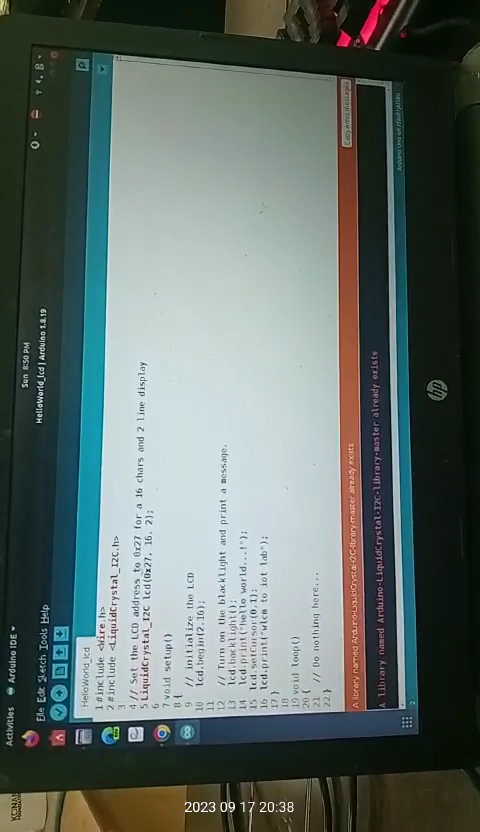 Activities
Arduino IDE
Sun 8:50 PM
HelloWorld_lcd | Arduino 1.8.19
File Edit Sketch Tools Help
HelloWorld_lcd
1 #include <Wire.h>
2 #include <LiquidCrystal_I2C.h>
3
4 // Set the LCD address to 0x27 for a 16 chars and 2 line display
5 LiquidCrystal_I2C lcd(0x27, 16, 2);
6
7 void setup()
8 {
9 // initialize the LCD
10 lcd.begin(2,16);
11
12 // Turn on the blacklight and print a message.
13 lcd.backlight();
14 lcd.print("hello world...!");
15 lcd.setCursor(0,1);
16 lcd.print("wlcm to iot lab");
17 }
18
19 void loop()
20 {
21 // Do nothing here...
22 }
A library named Arduino-LiquidCrystal-I2C-library-master already exists
Copy error messages
A library named Arduino-LiquidCrystal-I2C-library-master already exists
2
hp
2023 09 17 20:38